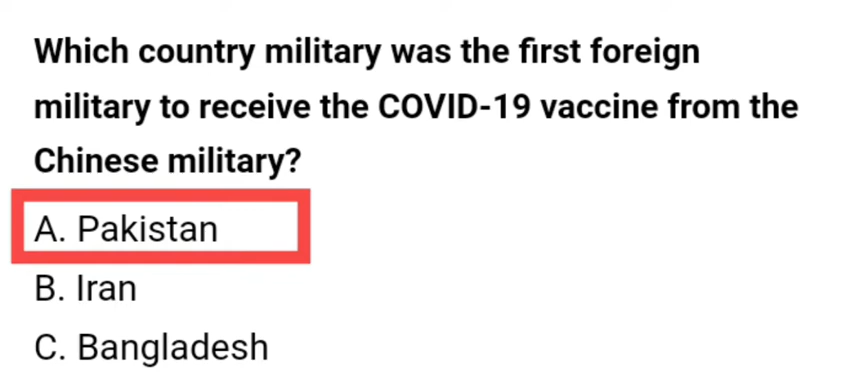 Which country military was the first foreign
military to receive the COVID-19 vaccine from the
Chinese military?
A. Pakistan
B. Iran
C. Bangladesh